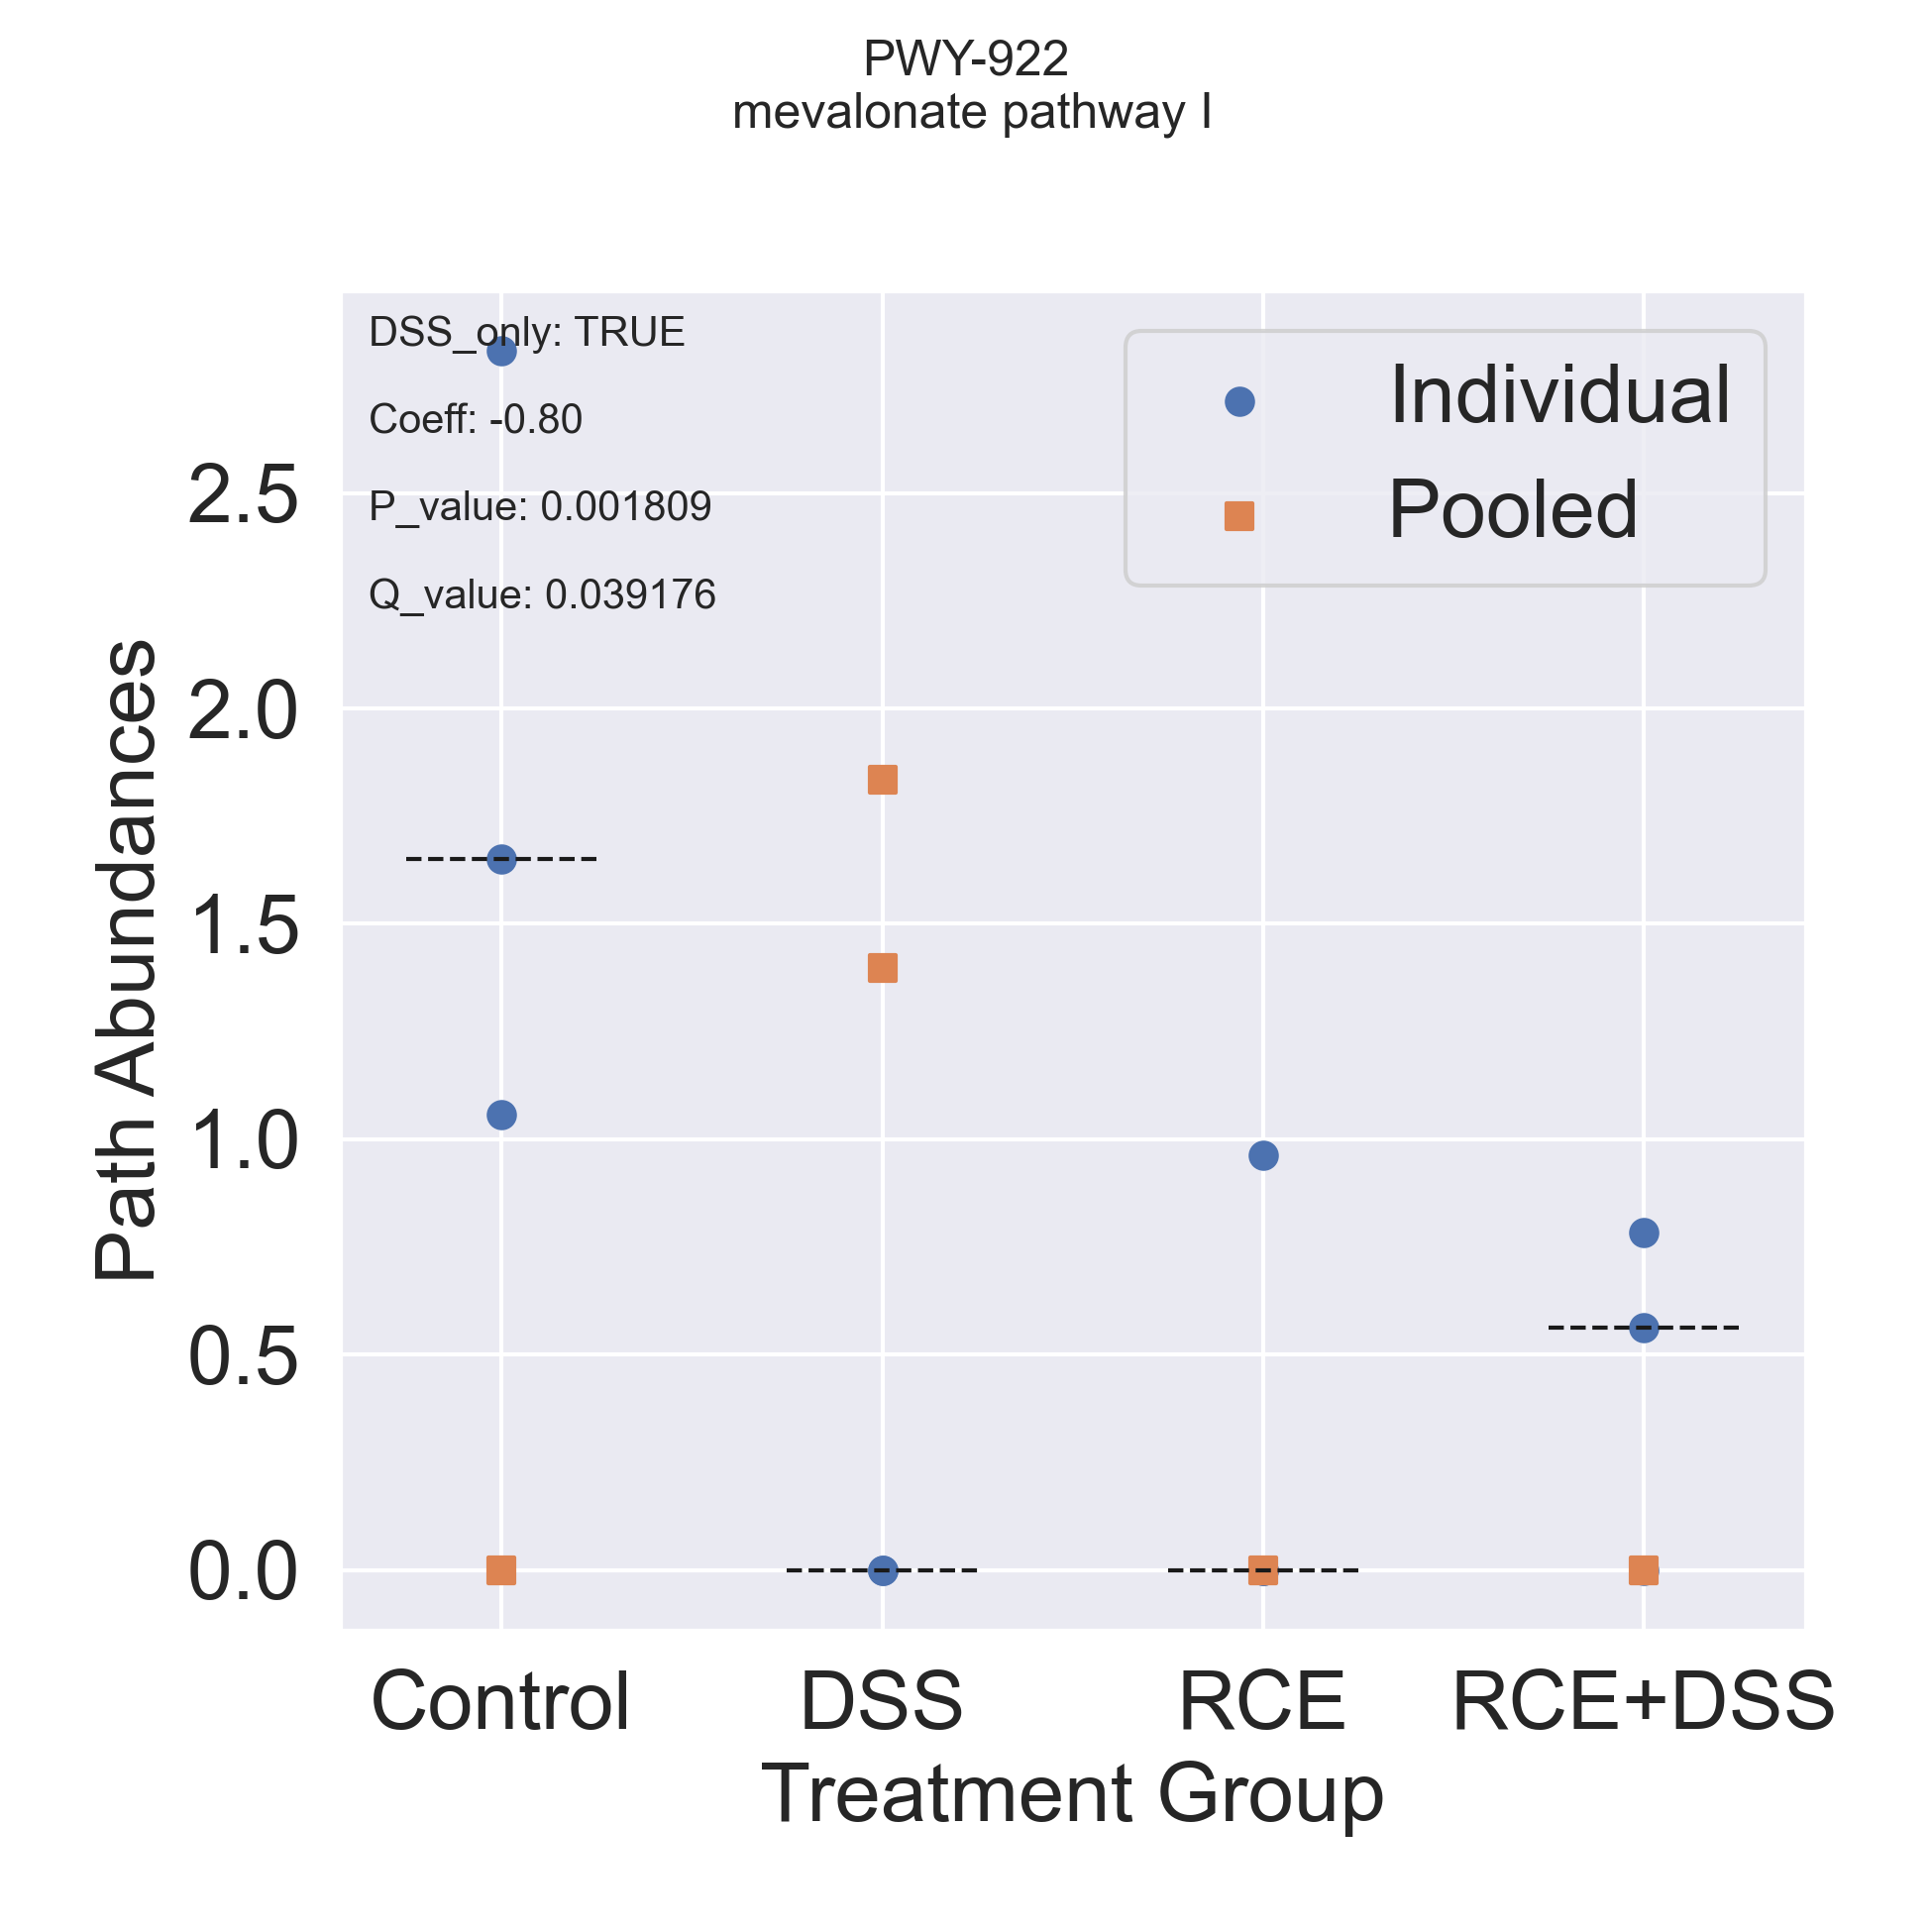 PWY-922
mevalonate pathway I
DSS_only: TRUE
Coeff: -0.80
P_value: 0.001809
Q_value: 0.039176
Individual
Pooled
Path Abundances
2.5
2.0
1.5
1.0
0.5
0.0
Control DSS RCE RCE+DSS
Treatment Group